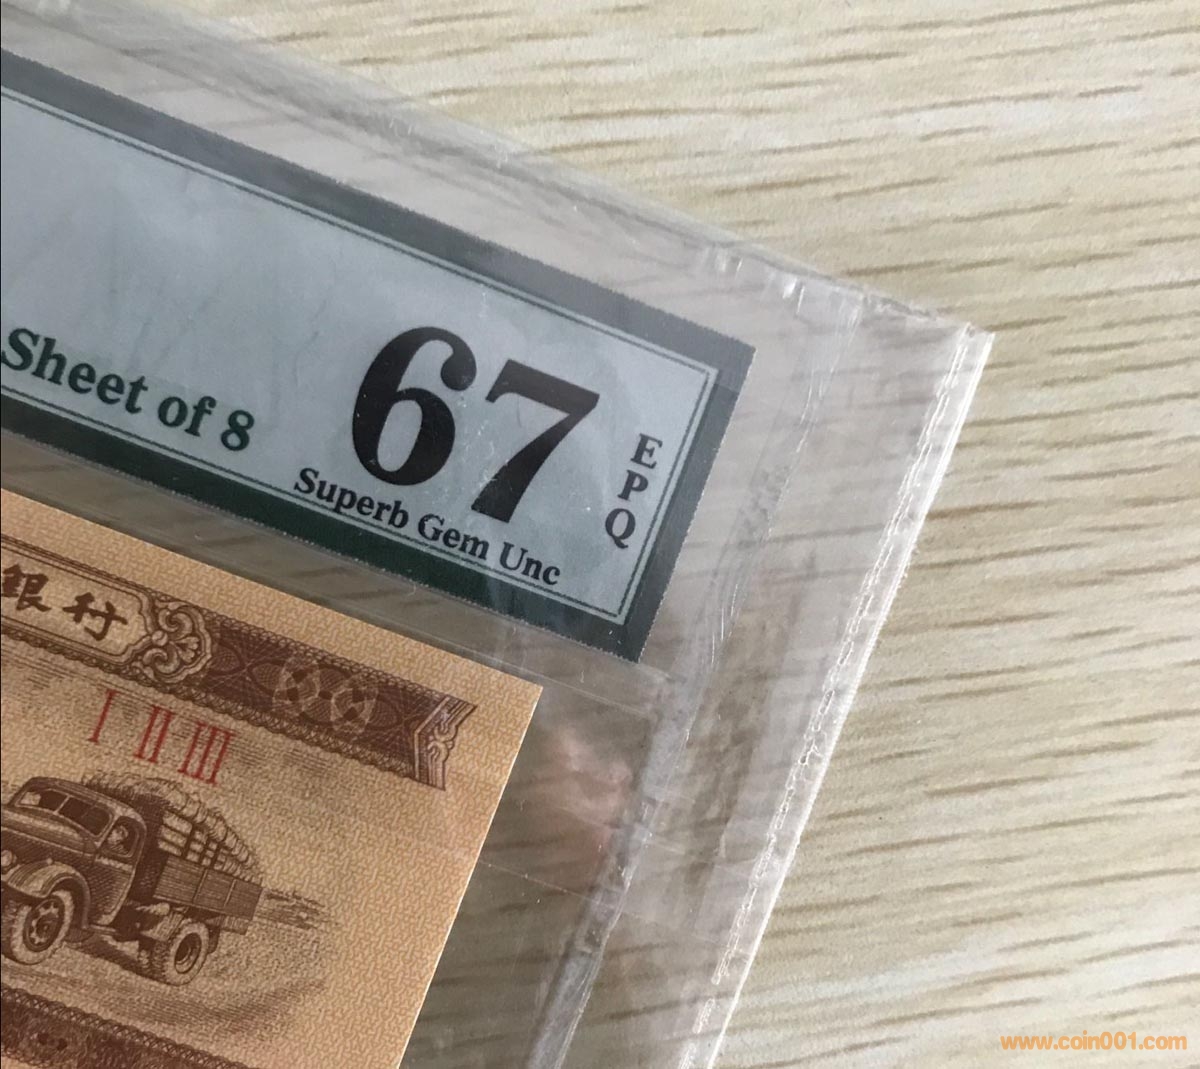 Sheet of 8
67
EPQ
Superb Gem Unc
銀行
I II III
www.coin001.com